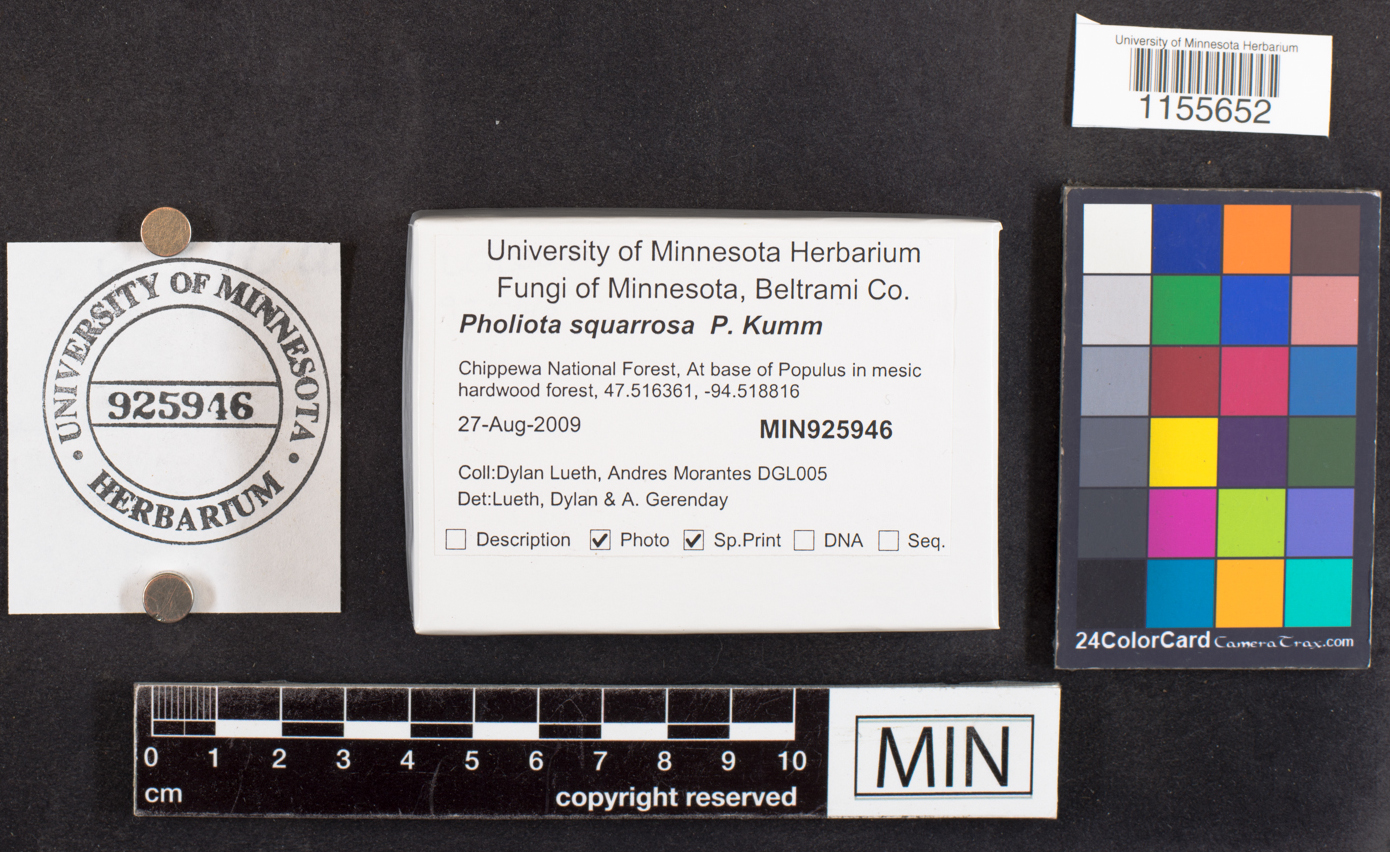 University of Minnesota Herbarium
1155652
UNIVERSITY OF MINNESOTA
925946
HERBARIUM
University of Minnesota Herbarium
Fungi of Minnesota, Beltrami Co.
Pholiota squarrosa P. Kumm
Chippewa National Forest, At base of Populus in mesic
hardwood forest, 47.516361, -94.518816
27-Aug-2009 MIN925946
Coll:Dylan Lueth, Andres Morantes DGL005
Det:Lueth, Dylan & A. Gerenday
Description Photo Sp.Print DNA Seq.
24ColorCard CameraTrax.com
0 1 2 3 4 5 6 7 8 9 10
cm copyright reserved
MIN